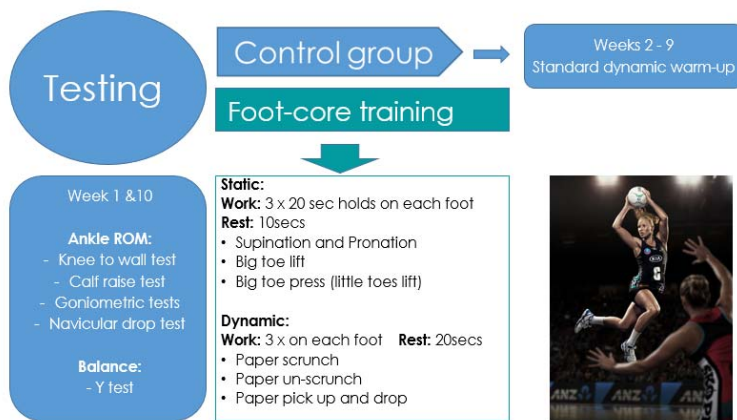 Testing
Control group
Weeks 2 - 9
Standard dynamic warm-up
Foot-core training
Week 1 &10
Ankle ROM:
- Knee to wall test
- Calf raise test
- Goniometric tests
- Navicular drop test
Balance:
- Y test
Static:
Work: 3 x 20 sec holds on each foot
Rest: 10secs
• Supination and Pronation
• Big toe lift
• Big toe press (little toes lift)
Dynamic:
Work: 3 x on each foot Rest: 20secs
• Paper scrunch
• Paper un-scrunch
• Paper pick up and drop
ANZ
ANZ